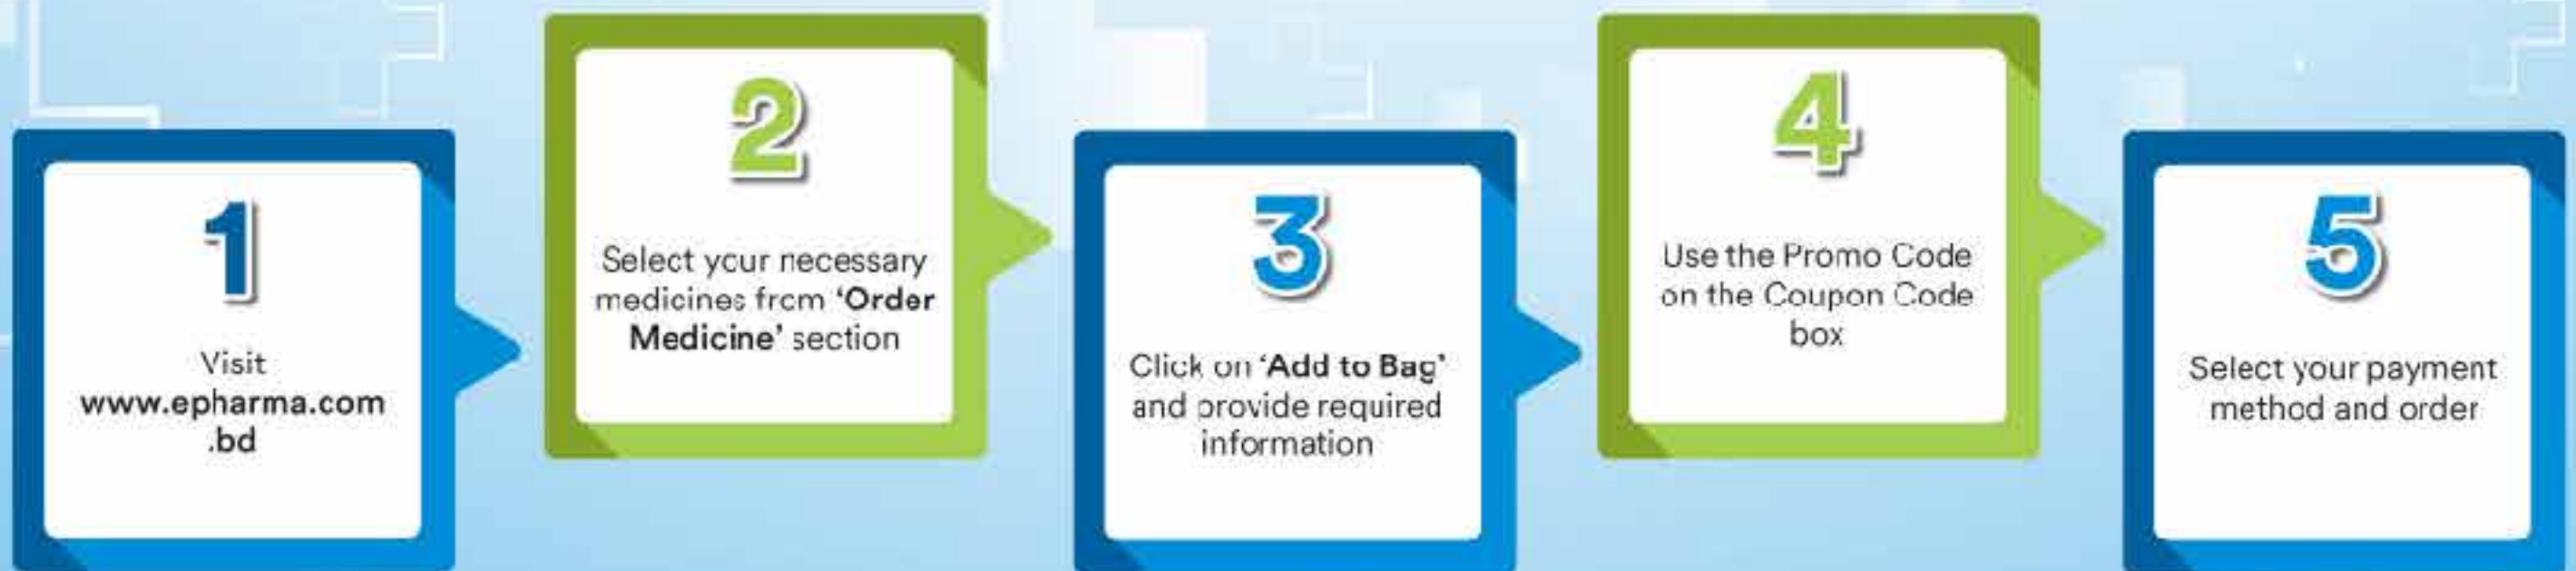 1
Visit
www.epharma.com
.bd
2
Select your necessary
medicines from ‘Order
Medicine’ section
3
Click on ‘Add to Bag’
and provide required
information
4
Use the Promo Code
on the Coupon Code
box
5
Select your payment
method and order